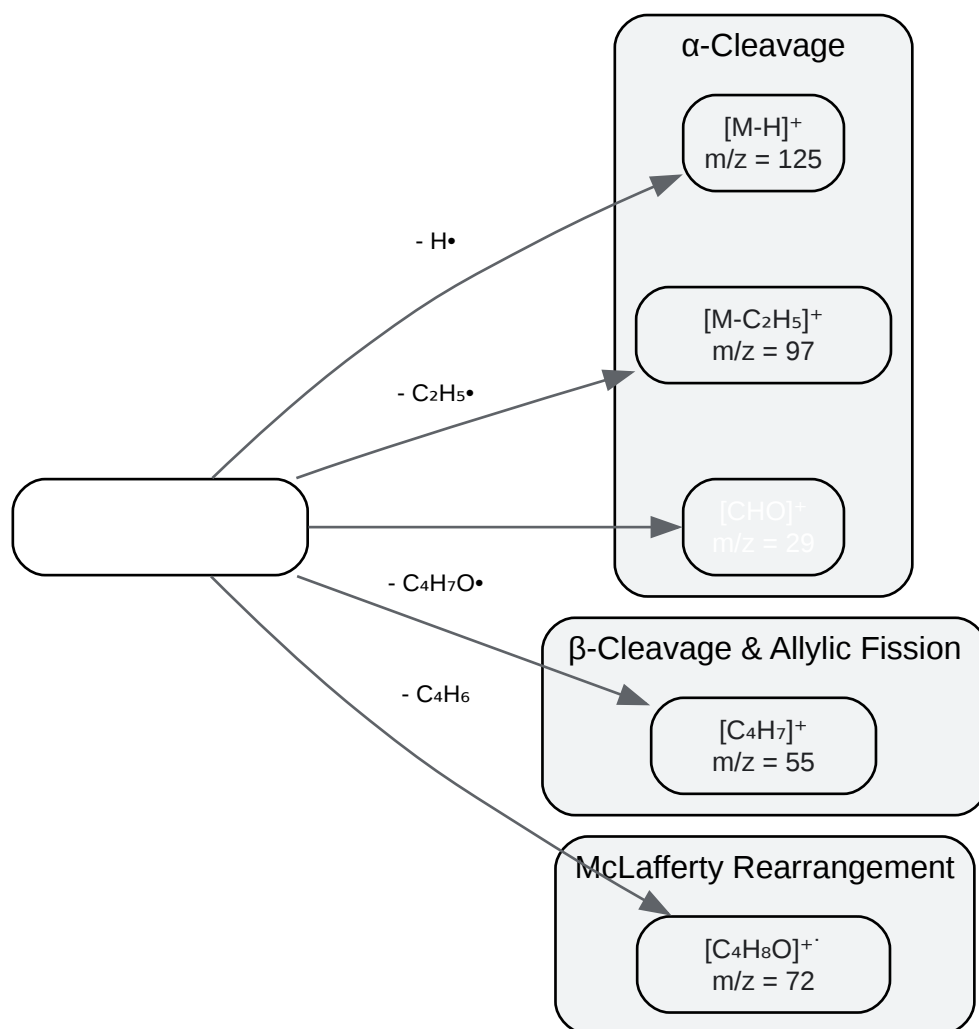 α-Cleavage
[M-H]⁺
m/z = 125
- H•
[M-C₂H₅]⁺
m/z = 97
- C₂H₅•
[CHO]⁺
m/z = 29
- C₄H₇O•
β-Cleavage & Allylic Fission
- C₄H₆
[C₄H₇]⁺
m/z = 55
McLafferty Rearrangement
[C₄H₈O]⁺˙
m/z = 72